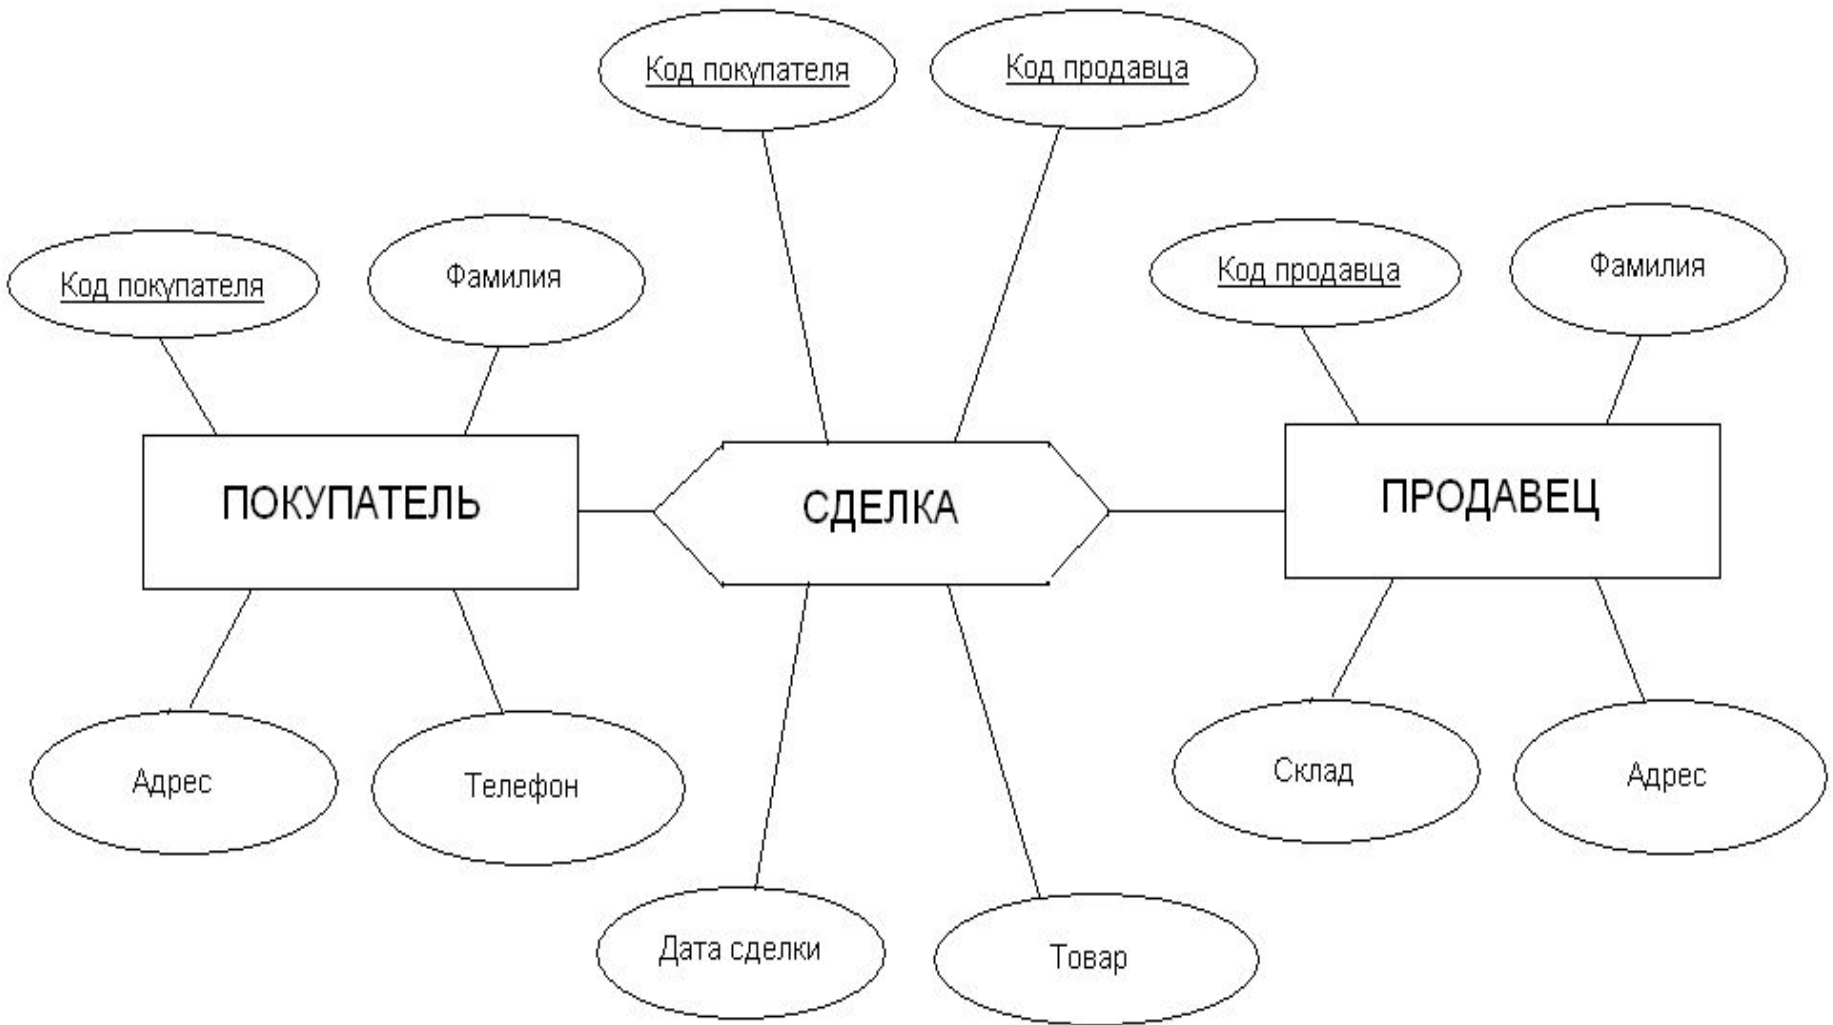 Код покупателя
Код продавца
Код покупателя
Фамилия
Код продавца
Фамилия
ПОКУПАТЕЛЬ
СДЕЛКА
ПРОДАВЕЦ
Адрес
Телефон
Склад
Адрес
Дата сделки
Товар